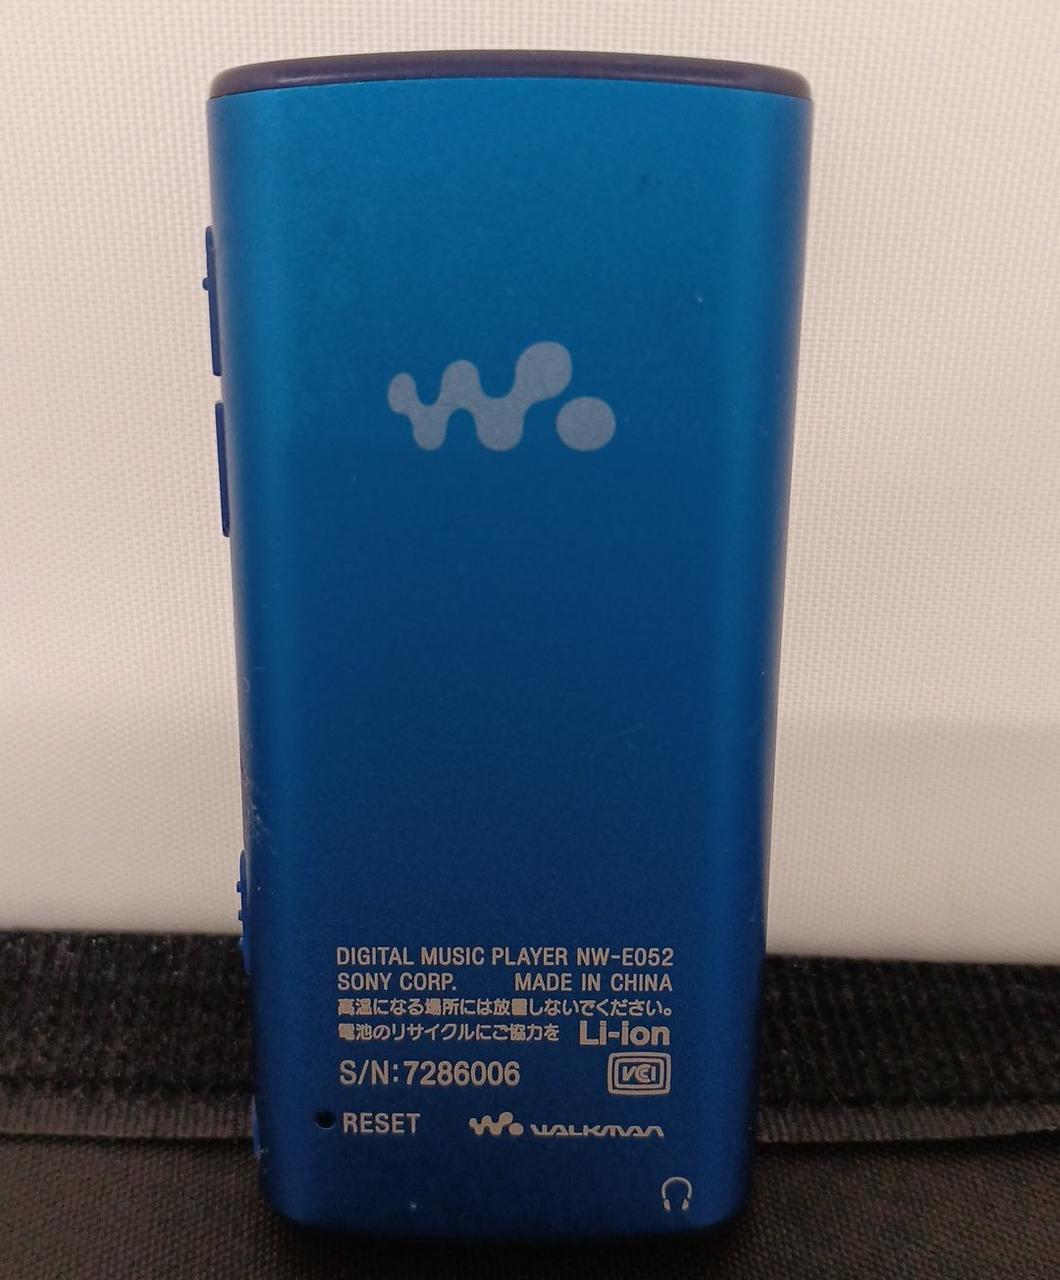 DIGITAL MUSIC PLAYER NW-E052
SONY CORP. MADE IN CHINA
高温になる場所には放置しないでください。
電池のリサイクルにご協力を Li-ion
S/N:7286006 VCI
RESET WALKMAN